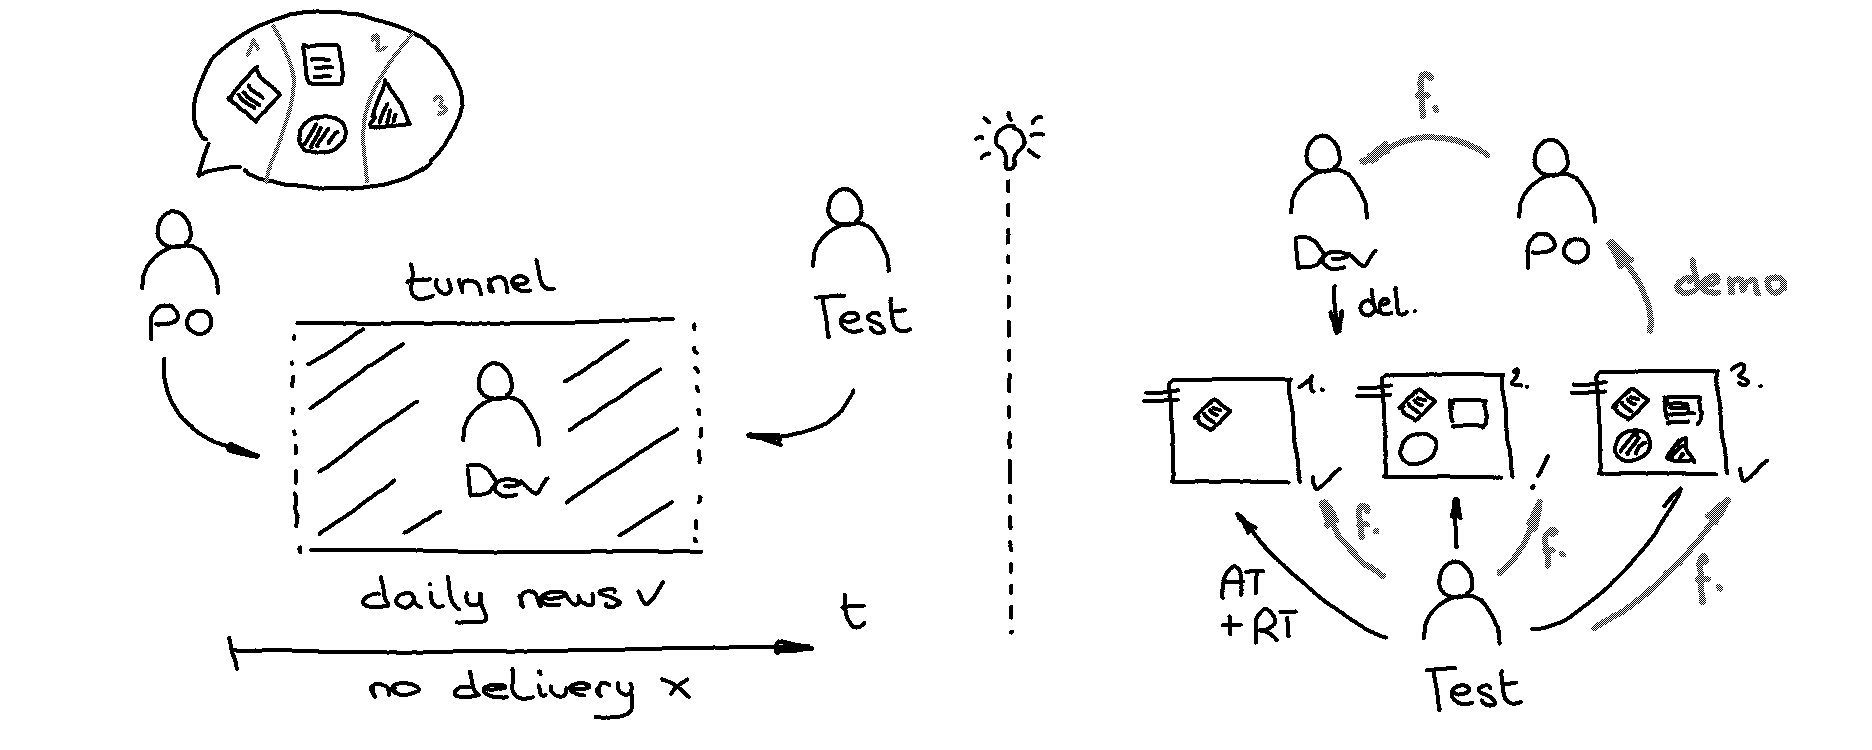 1
2
3
PO
tunnel
Dev
Test
daily news ✓
t
no delivery x
f.
Dev
PO
del.
demo
1.
2.
3.
✓
!
✓
f.
f.
f.
AT
+ RT
Test